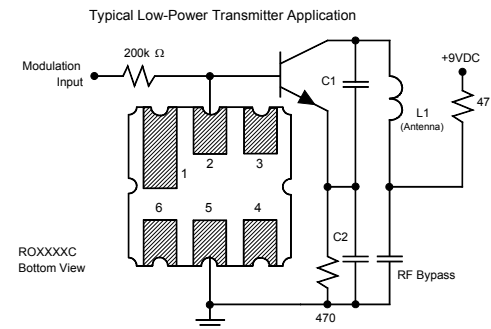 Typical Low-Power Transmitter Application
200k Ω
Modulation
Input
C1
+9VDC
47
L1
(Antenna)
1
2
3
6
5
4
C2
ROXXXXC
Bottom View
RF Bypass
470